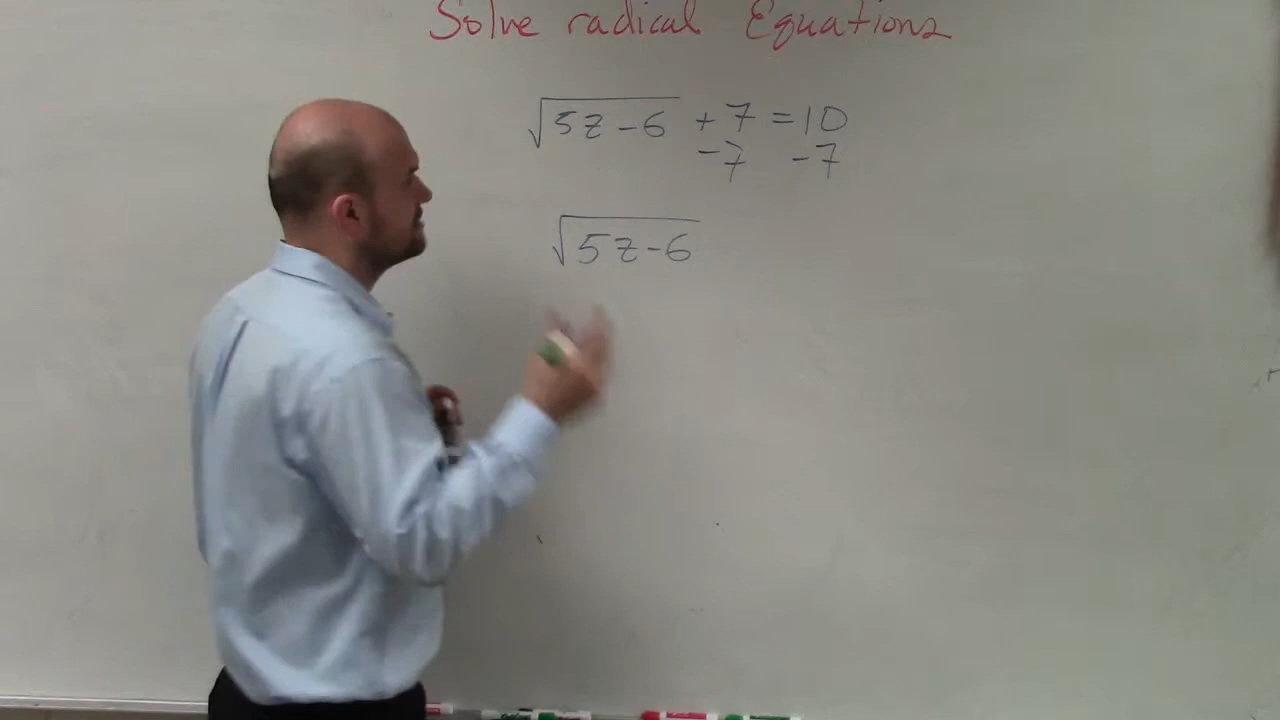 Solve radical Equations
√5z-6 + 7 = 10
-7 -7
√5z-6